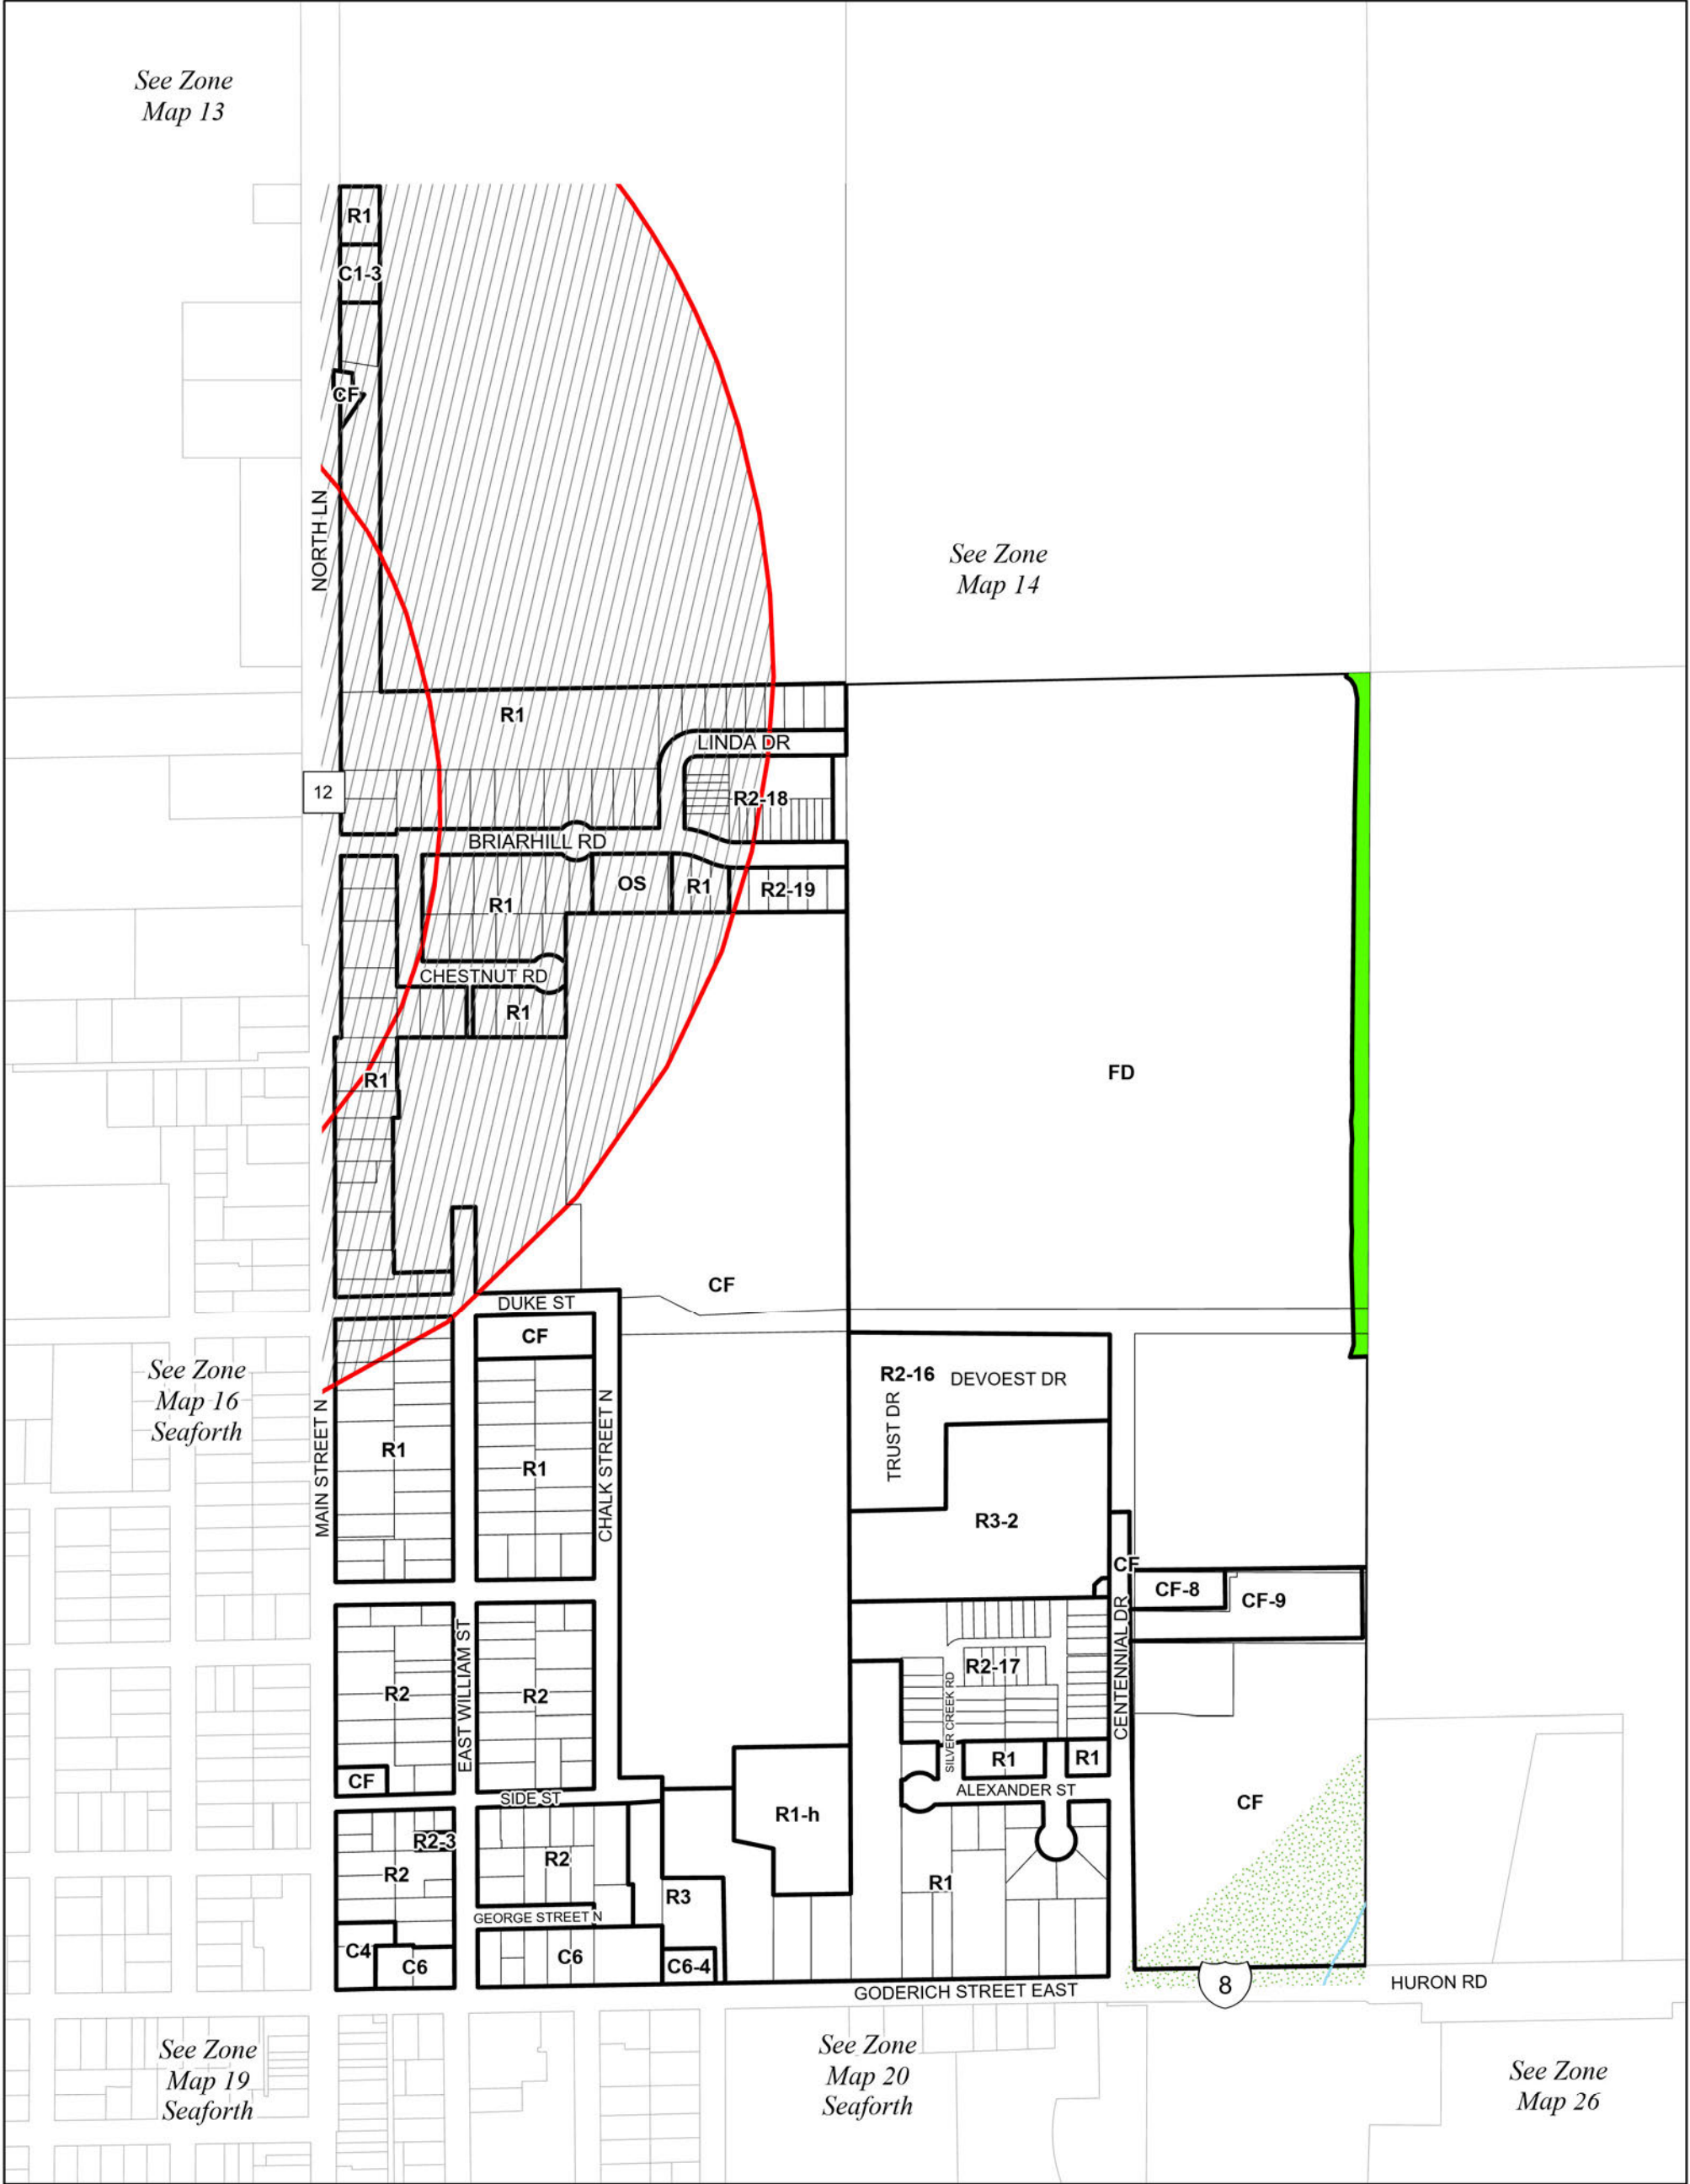 See Zone
Map 13
R1
C1-3
CF
NORTH LN
See Zone
Map 14
R1
LINDA DR
12
R2-18
BRIARHILL RD
OS
R1
R2-19
R1
CHESTNUT RD
R1
FD
R1
CF
DUKE ST
CF
See Zone
Map 16
Seaforth
R2-16
DEVOEST DR
TRUST DR
MAIN STREET N
R1
R1
CHALK STREET N
R3-2
CF
CF-8
CF-9
EAST WILLIAM ST
R2
R2
R2-17
SILVER CREEK RD
CENTENNIAL DR
R1
R1
CF
SIDE ST
ALEXANDER ST
CF
R1-h
R2-3
R2
R2
R1
R3
GEORGE STREET N
C4
C6
C6
C6-4
8
HURON RD
GODERICH STREET EAST
See Zone
Map 19
Seaforth
See Zone
Map 20
Seaforth
See Zone
Map 26